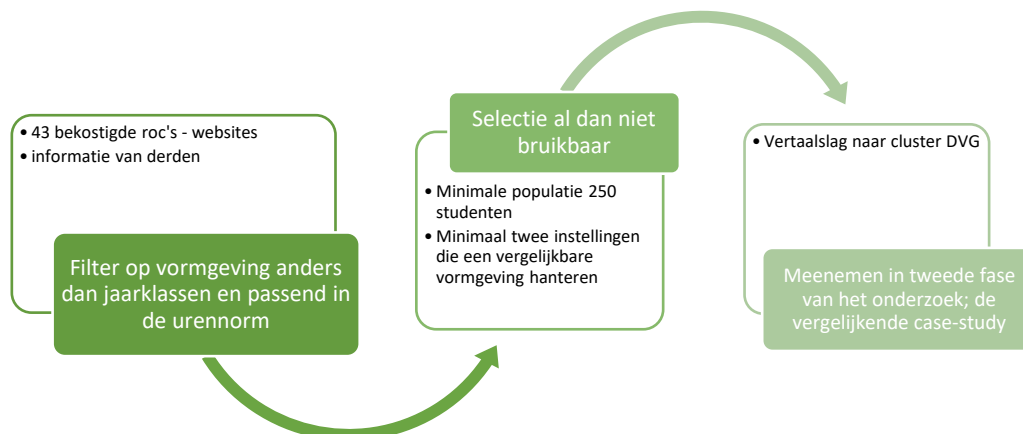 • 43 bekostigde roc's - websites
• informatie van derden
Filter op vormgeving anders
dan jaarklassen en passend in
de urennorm
Selectie al dan niet
bruikbaar
• Minimale populatie 250
studenten
• Minimaal twee instellingen
die een vergelijkbare
vormgeving hanteren
• Vertaalslag naar cluster DVG
Meenemen in tweede fase
van het onderzoek; de
vergelijkende case-study